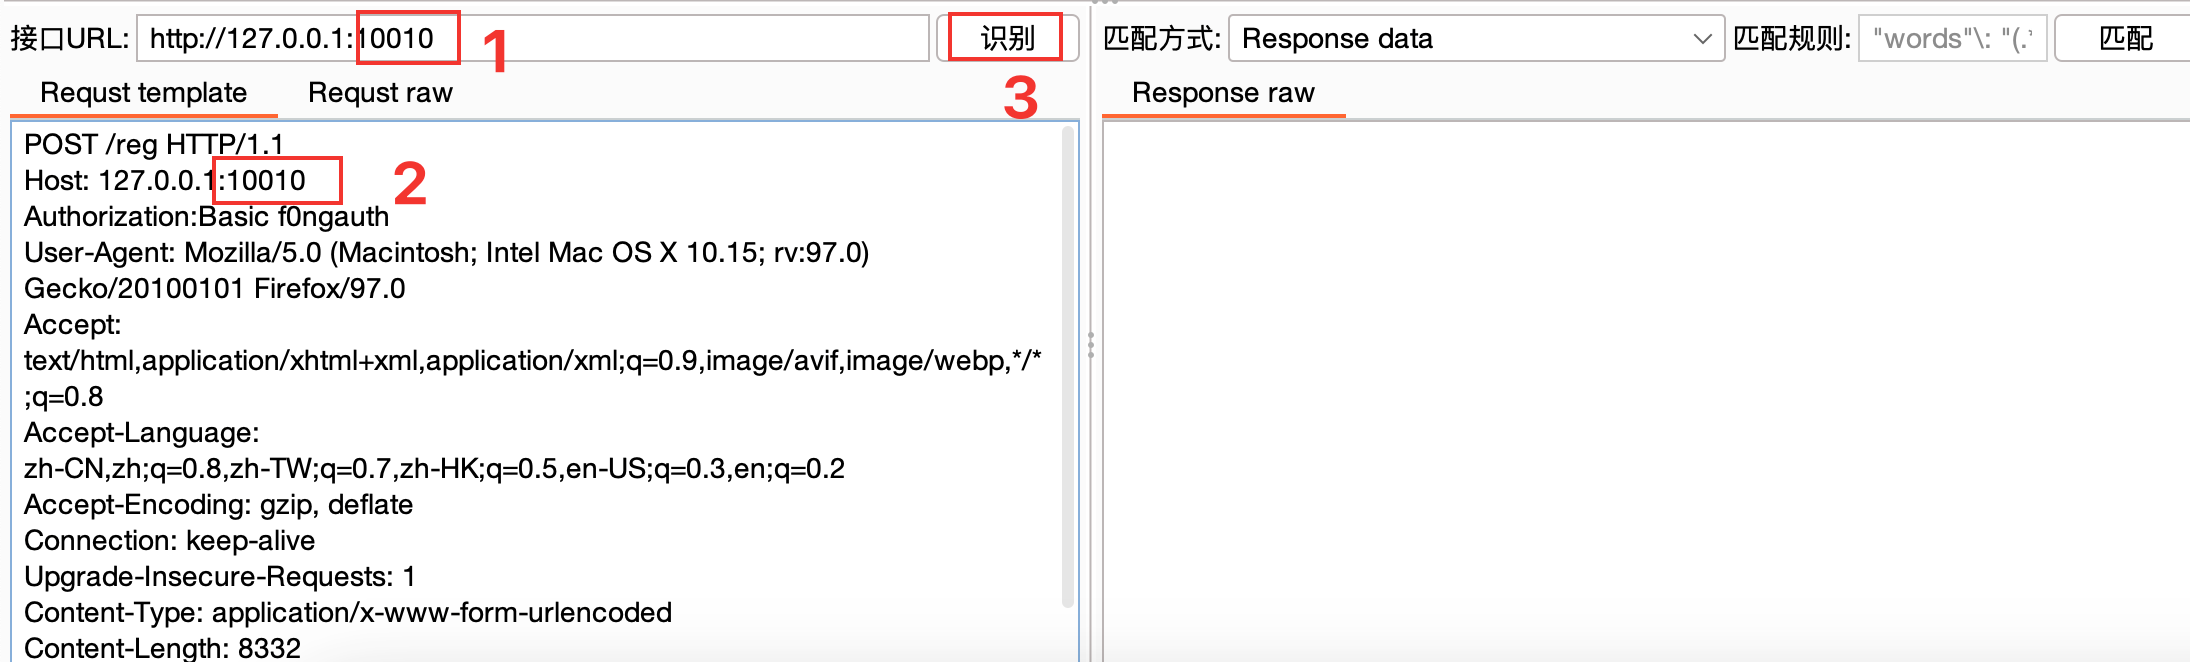 接口URL: http://127.0.0.1:10010 1 识别 匹配方式: Response data 匹配规则: "words"\: "(. 匹配
3
Requst template Requst raw Response raw
POST /reg HTTP/1.1
Host: 127.0.0.1:10010 2
Authorization:Basic f0ngauth
User-Agent: Mozilla/5.0 (Macintosh; Intel Mac OS X 10.15; rv:97.0)
Gecko/20100101 Firefox/97.0
Accept:
text/html,application/xhtml+xml,application/xml;q=0.9,image/avif,image/webp,*/*
;q=0.8
Accept-Language:
zh-CN,zh;q=0.8,zh-TW;q=0.7,zh-HK;q=0.5,en-US;q=0.3,en;q=0.2
Accept-Encoding: gzip, deflate
Connection: keep-alive
Upgrade-Insecure-Requests: 1
Content-Type: application/x-www-form-urlencoded
Content-Length: 8332